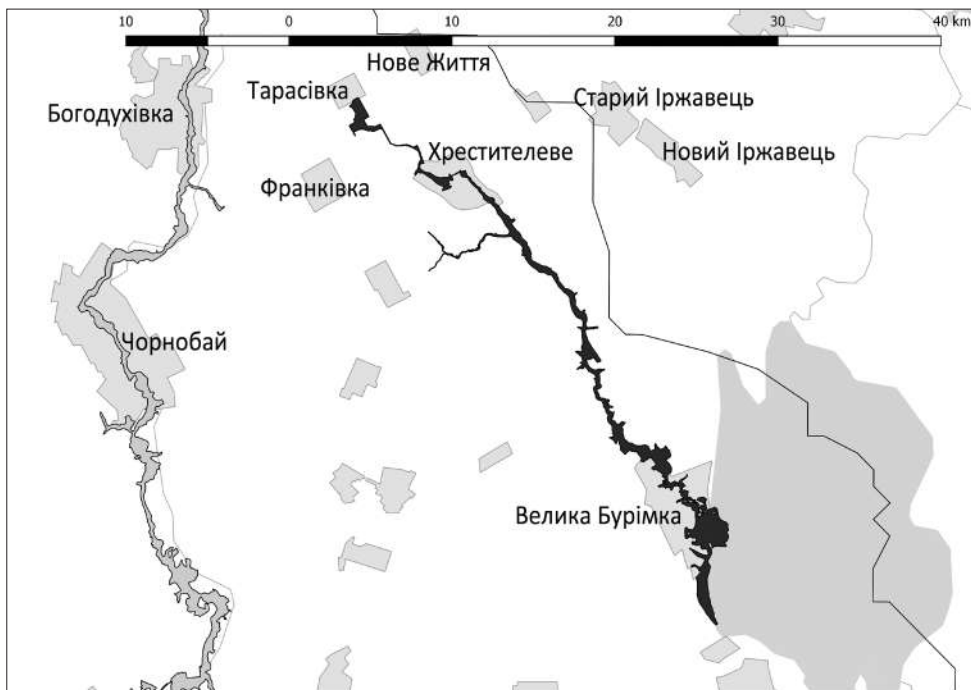 10 0 10 20 30 40 km
Нове Життя
Тарасівка
Богодухівка
Старий Іржавець
Хрестителеве
Новий Іржавець
Франківка
Чорнобай
Велика Бурімка